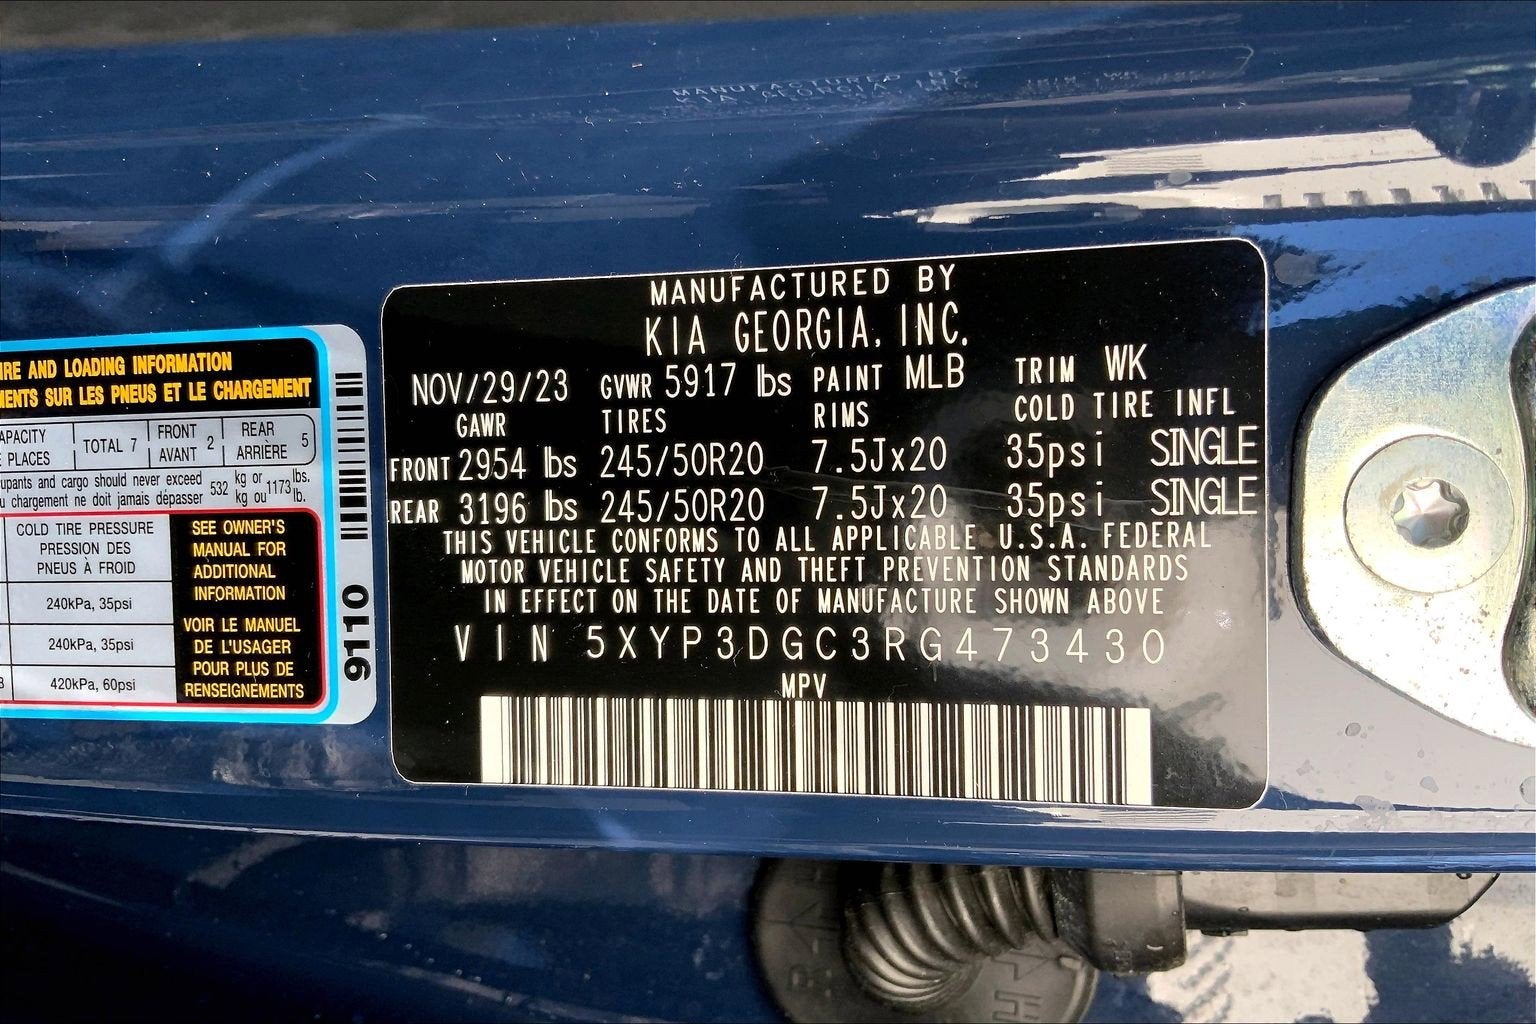 IRE AND LOADING INFORMATION
MENTS SUR LES PNEUS ET LE CHARGEMENT
APACITY
PLACES
TOTAL 7
FRONT
AVANT 2
REAR
ARRIÈRE 5
upants and cargo should never exceed
u chargement ne doit jamais dépasser
532
kg or
kg ou
1173
lbs.
lb.
COLD TIRE PRESSURE
PRESSION DES
PNEUS À FROID
240kPa, 35psi
240kPa, 35psi
420kPa, 60psi
SEE OWNER'S
MANUAL FOR
ADDITIONAL
INFORMATION
VOIR LE MANUEL
DE L'USAGER
POUR PLUS DE
RENSEIGNEMENTS
9110
MANUFACTURED BY
KIA GEORGIA, INC.
NOV/29/23 GVWR 5917 lbs PAINT MLB TRIM WK
GAWR TIRES RIMS COLD TIRE INFL
FRONT 2954 lbs 245/50R20 7.5Jx20 35psi SINGLE
REAR 3196 lbs 245/50R20 7.5Jx20 35psi SINGLE
THIS VEHICLE CONFORMS TO ALL APPLICABLE U.S.A. FEDERAL
MOTOR VEHICLE SAFETY AND THEFT PREVENTION STANDARDS
IN EFFECT ON THE DATE OF MANUFACTURE SHOWN ABOVE
VIN 5XYP3DGC3RG473430
MPV